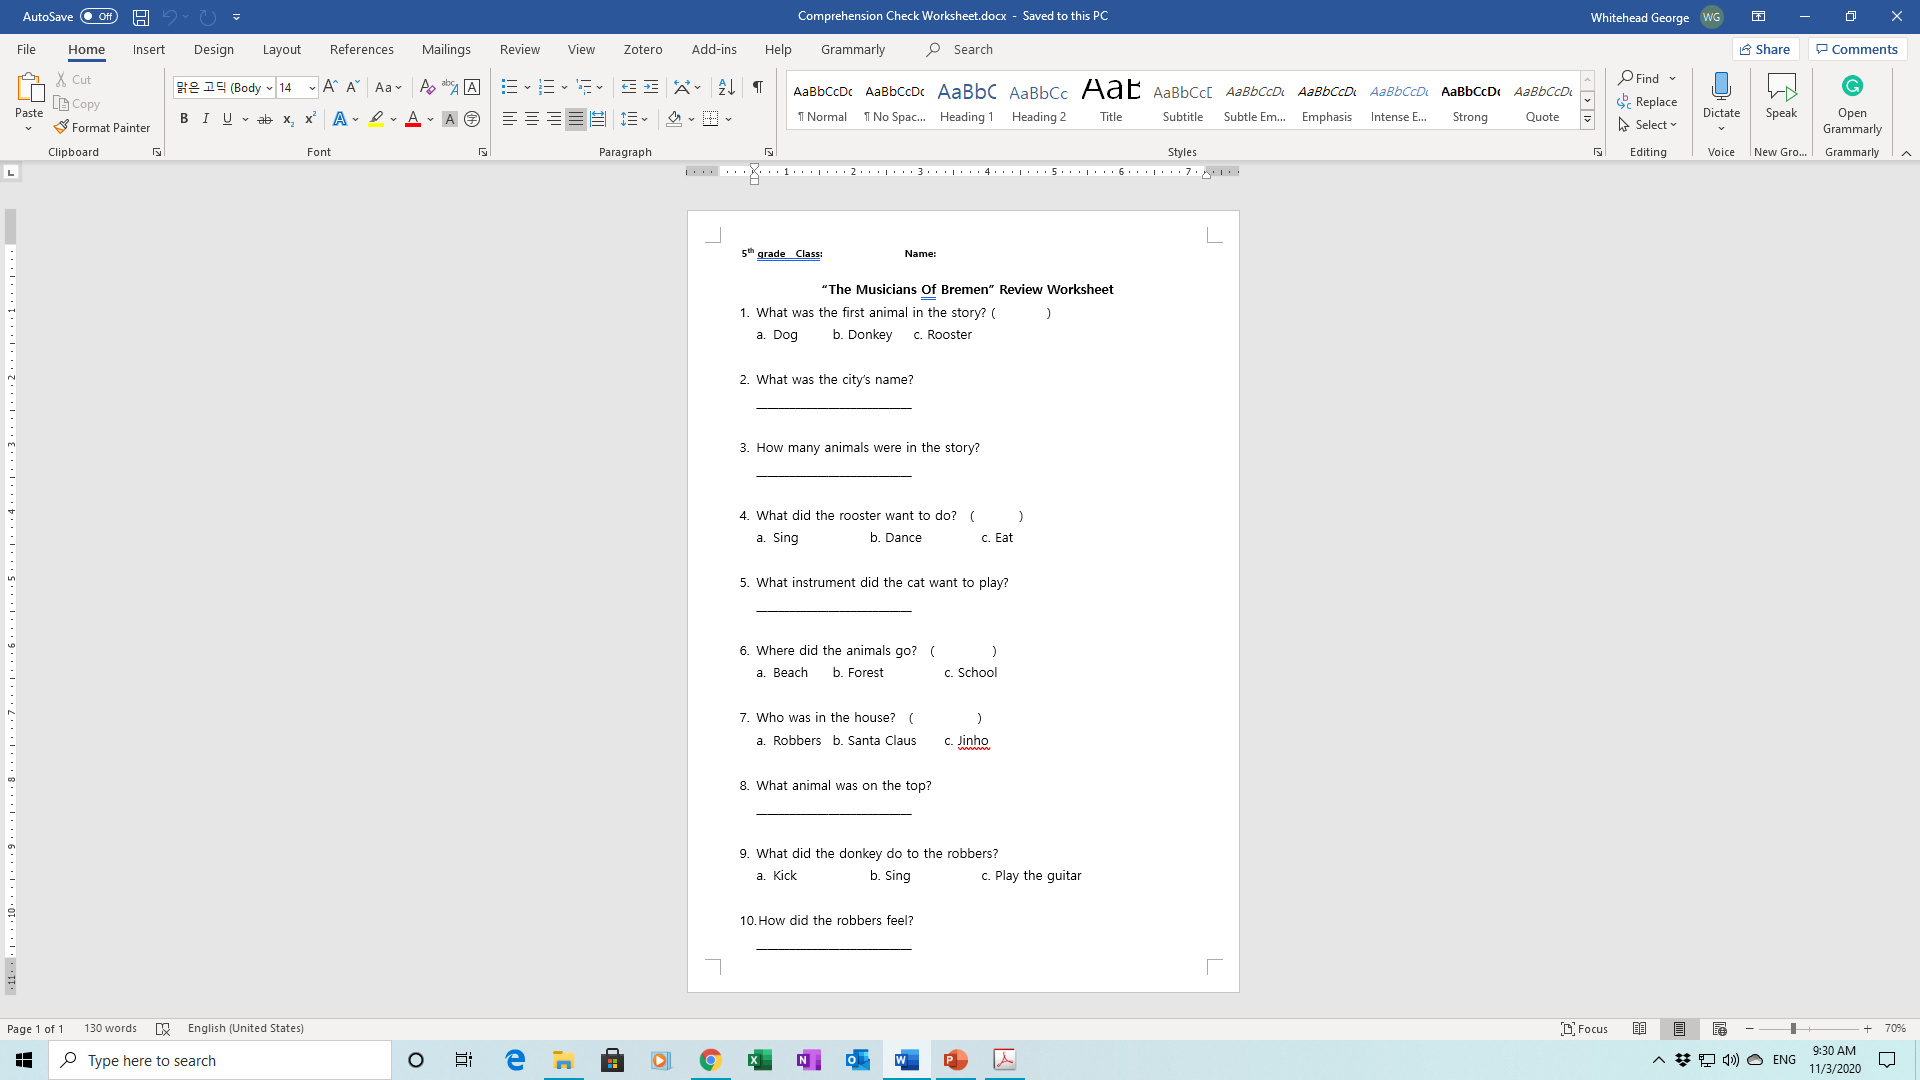 AutoSave Off Comprehension Check Worksheet.docx - Saved to this PC Whitehead George WG
File Home Insert Design Layout References Mailings Review View Zotero Add-ins Help Grammarly Search Share Comments
Paste Cut Copy Format Painter
맑은 고딕 (Body 14
AaBbCcDc AaBbCcDc AaBbC AaBbCc AaB AaBbCcD AaBbCcDc AaBbCcDc AaBbCcDc AaBbCcDc AaBbCcDc
¶ Normal ¶ No Spac... Heading 1 Heading 2 Title Subtitle Subtle Em... Emphasis Intense E... Strong Quote
Find Replace Select
Dictate Speak Open Grammarly
Clipboard Font Paragraph Styles Editing Voice New Gro... Grammarly
1 2 3 4 5 6 7
5th grade Class: Name:
“The Musicians Of Bremen” Review Worksheet
1. What was the first animal in the story? ( )
a. Dog b. Donkey c. Rooster
2. What was the city’s name?
3. How many animals were in the story?
4. What did the rooster want to do? ( )
a. Sing b. Dance c. Eat
5. What instrument did the cat want to play?
6. Where did the animals go? ( )
a. Beach b. Forest c. School
7. Who was in the house? ( )
a. Robbers b. Santa Claus c. Jinho
8. What animal was on the top?
9. What did the donkey do to the robbers?
a. Kick b. Sing c. Play the guitar
10. How did the robbers feel?
Page 1 of 1 130 words English (United States) Focus 70%
Type here to search ENG 9:30 AM
11/3/2020